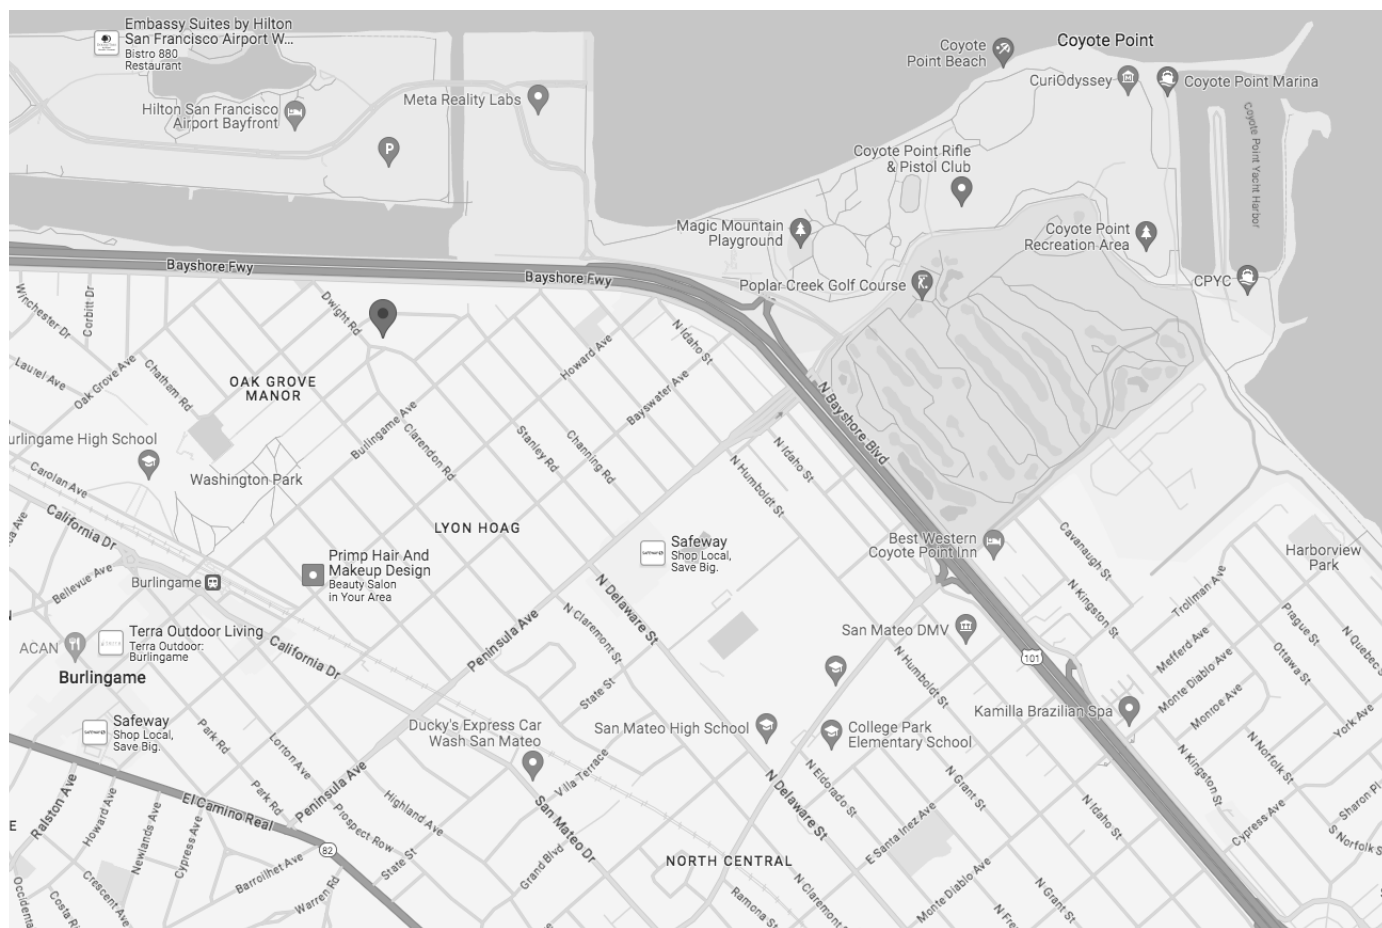 Embassy Suites by Hilton
San Francisco Airport W...
Bistro 880
Restaurant
Hilton San Francisco
Airport Bayfront
P
Meta Reality Labs
Coyote
Point Beach
Coyote Point
CuriOdyssey
Coyote Point Marina
Coyote Point Yacht Harbor
Coyote Point Rifle
& Pistol Club
Magic Mountain
Playground
Coyote Point
Recreation Area
CPYC
Poplar Creek Golf Course
Bayshore Fwy
Bayshore Fwy
Winchester Dr
Corbitt Dr
Dwight Rd
Laurel Ave
Oak Grove Ave
Chatham Rd
OAK GROVE
MANOR
Howard Ave
N Idaho St
Bayswater Ave
N Bayshore Blvd
Burlingame Ave
Clarendon Rd
Stanley Rd
Channing Rd
N Idaho St
N Humboldt St
urlingame High School
Carolan Ave
Washington Park
California Dr
LYON HOAG
Safeway
Shop Local,
Save Big.
Best Western
Coyote Point Inn
Cavanaugh St
Harborview
Park
Primp Hair And
Makeup Design
Beauty Salon
in Your Area
Burlingame
Bellevue Ave
N Delaware St
N Claremont St
Peninsula Ave
San Mateo DMV
N Kingston St
Trollman Ave
Prague St
N Quebec S
Ottawa St
Mefferd Ave
Monte Diablo Ave
Monroe Ave
York Ave
101
ACAN
Terra Outdoor Living
Terra Outdoor:
Burlingame
California Dr
Burlingame
State St
N Humboldt St
Kamilla Brazilian Spa
Safeway
Shop Local,
Save Big.
Park Rd
Lorton Ave
Ducky's Express Car
Wash San Mateo
San Mateo High School
College Park
Elementary School
N Kingston St
N Norfolk St
Sharon Pl
Ralston Ave
Howard Ave
Newlands Ave
Cypress Ave
El Camino Real
Park Rd
Peninsula Ave
Highland Ave
Prospect Row
Villa Terrace
N Delaware St
N Eldorado St
N Grant St
N Idaho St
Cypress Ave
S Norfolk S
E
82
State St
San Mateo Dr
Grand Blvd
E Santa Inez Ave
NORTH CENTRAL
Barroilhet Ave
Warren Rd
Crescent Ave
Costa Ri
Occidenta
Ramona St
N Claremont
Monte Diablo Ave
N Grant St
N Fre